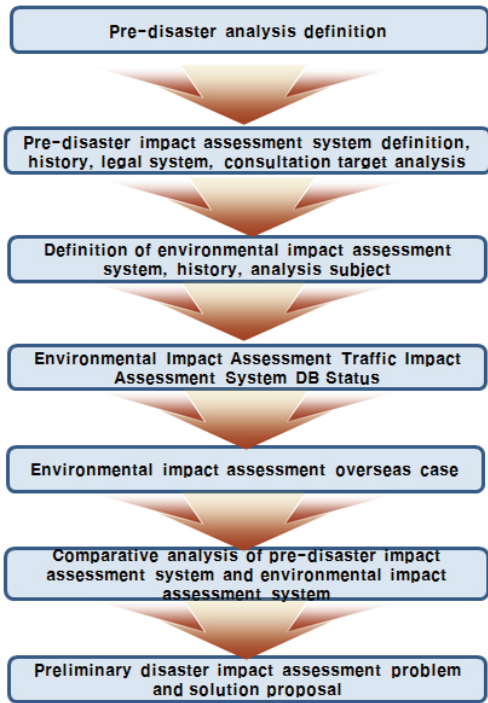 Pre-disaster analysis definition
Pre-disaster impact assessment system definition,
history, legal system, consultation target analysis
Definition of environmental impact assessment
system, history, analysis subject
Environmental Impact Assessment Traffic Impact
Assessment System DB Status
Environmental impact assessment overseas case
Comparative analysis of pre-disaster impact
assessment system and environmental impact
assessment system
Preliminary disaster impact assessment problem
and solution proposal